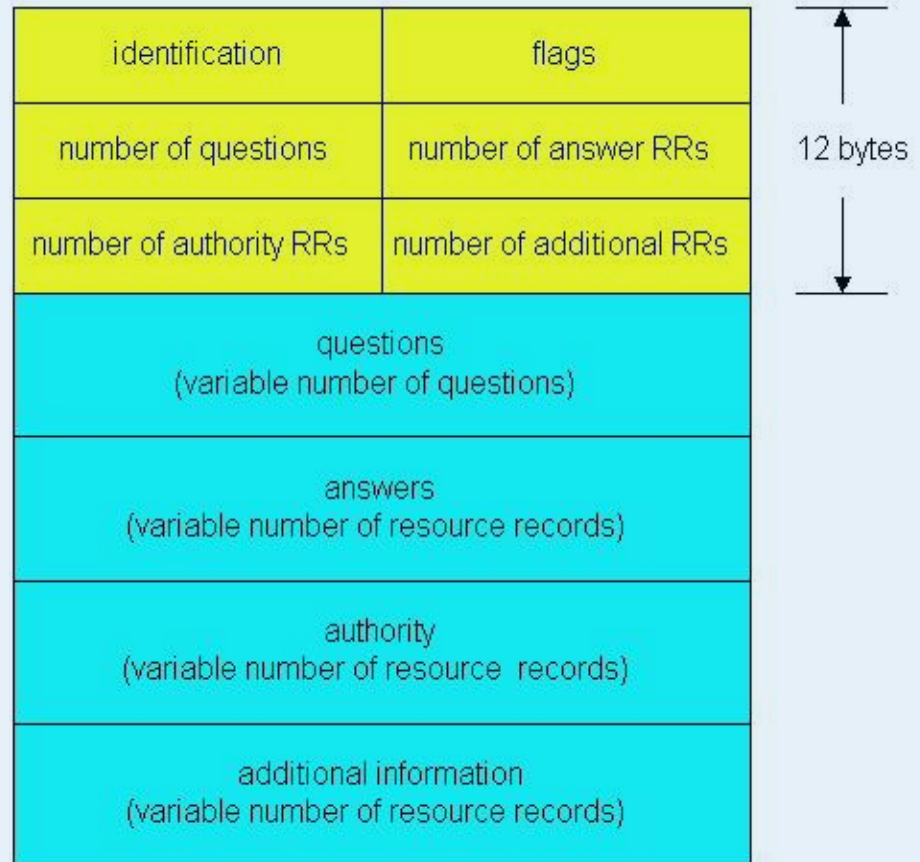 identification
flags
number of questions
number of answer RRs
12 bytes
number of authority RRs
number of additional RRs
questions
(variable number of questions)
answers
(variable number of resource records)
authority
(variable number of resource records)
additional information
(variable number of resource records)